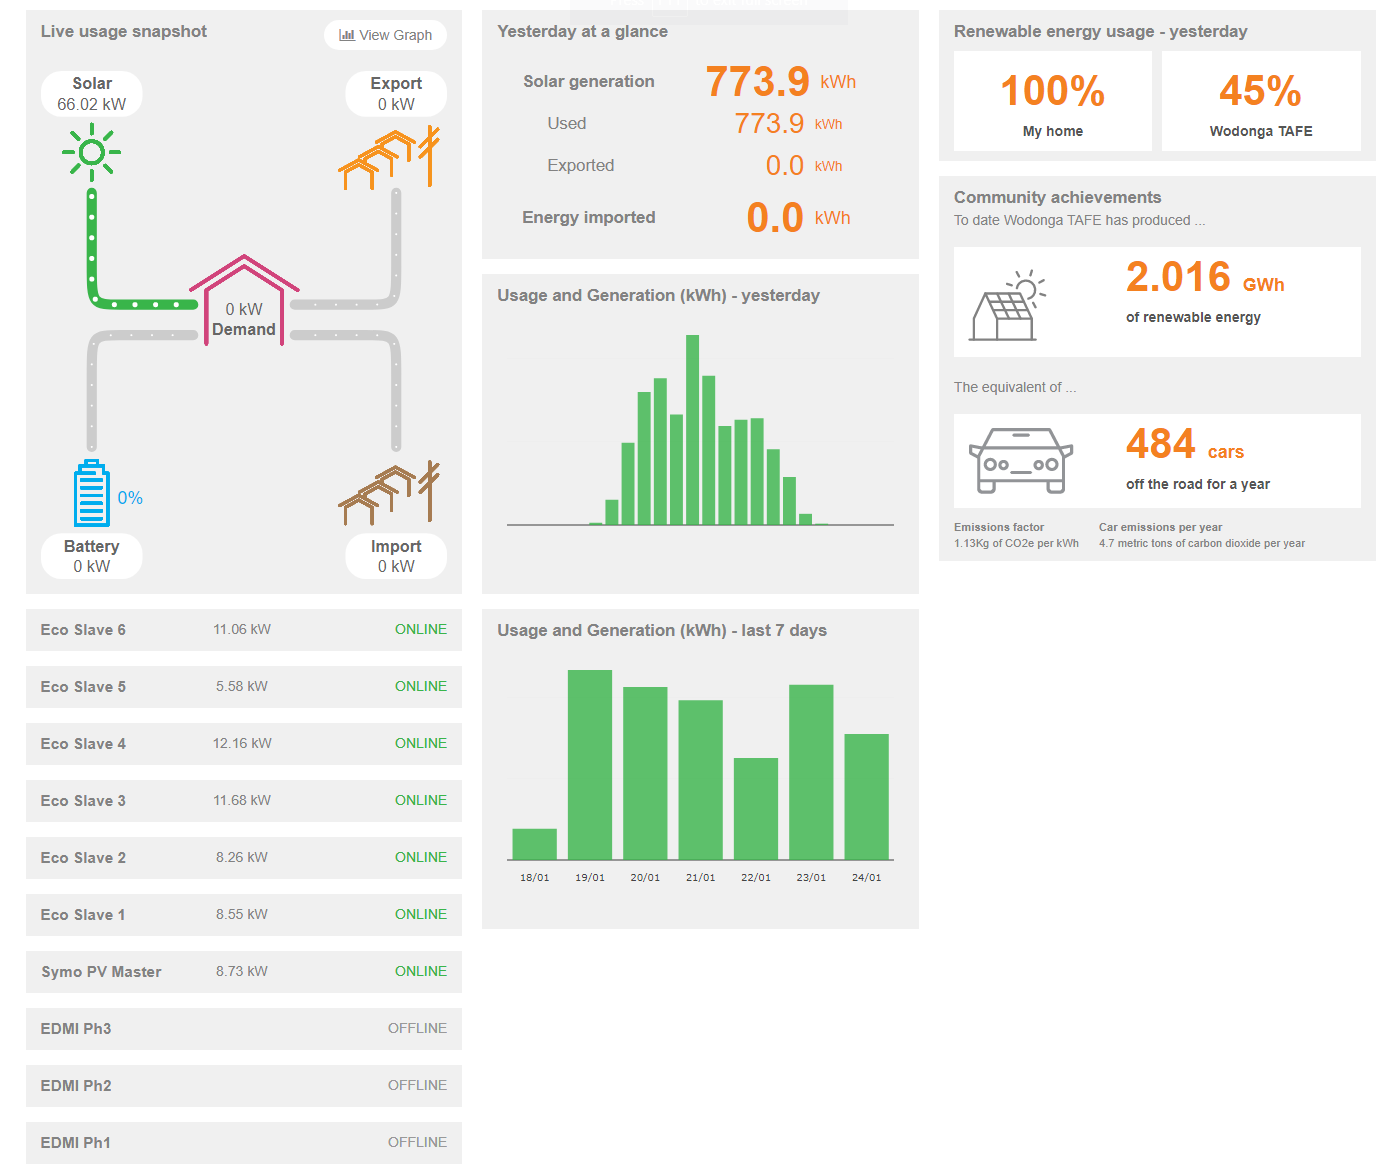 Live usage snapshot
View Graph
Solar
66.02 kW
Export
0 kW
0 kW
Demand
0%
Battery
0 kW
Import
0 kW
Eco Slave 6 11.06 kW ONLINE
Eco Slave 5 5.58 kW ONLINE
Eco Slave 4 12.16 kW ONLINE
Eco Slave 3 11.68 kW ONLINE
Eco Slave 2 8.26 kW ONLINE
Eco Slave 1 8.55 kW ONLINE
Symo PV Master 8.73 kW ONLINE
EDMI Ph3 OFFLINE
EDMI Ph2 OFFLINE
EDMI Ph1 OFFLINE
Yesterday at a glance
Solar generation 773.9 kWh
Used 773.9 kWh
Exported 0.0 kWh
Energy imported 0.0 kWh
Usage and Generation (kWh) - yesterday
Usage and Generation (kWh) - last 7 days
18/01 19/01 20/01 21/01 22/01 23/01 24/01
Renewable energy usage - yesterday
100%
My home
45%
Wodonga TAFE
Community achievements
To date Wodonga TAFE has produced ...
2.016 GWh
of renewable energy
The equivalent of ...
484 cars
off the road for a year
Emissions factor
1.13Kg of CO2e per kWh
Car emissions per year
4.7 metric tons of carbon dioxide per year